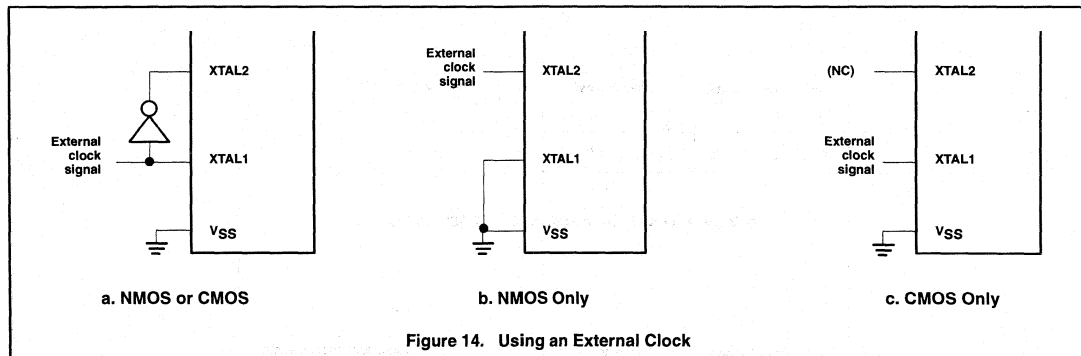 XTAL2
External
clock
signal
XTAL1
VSS
a. NMOS or CMOS
External
clock
signal
XTAL2
XTAL1
VSS
b. NMOS Only
(NC)
XTAL2
External
clock
signal
XTAL1
VSS
c. CMOS Only
Figure 14. Using an External Clock